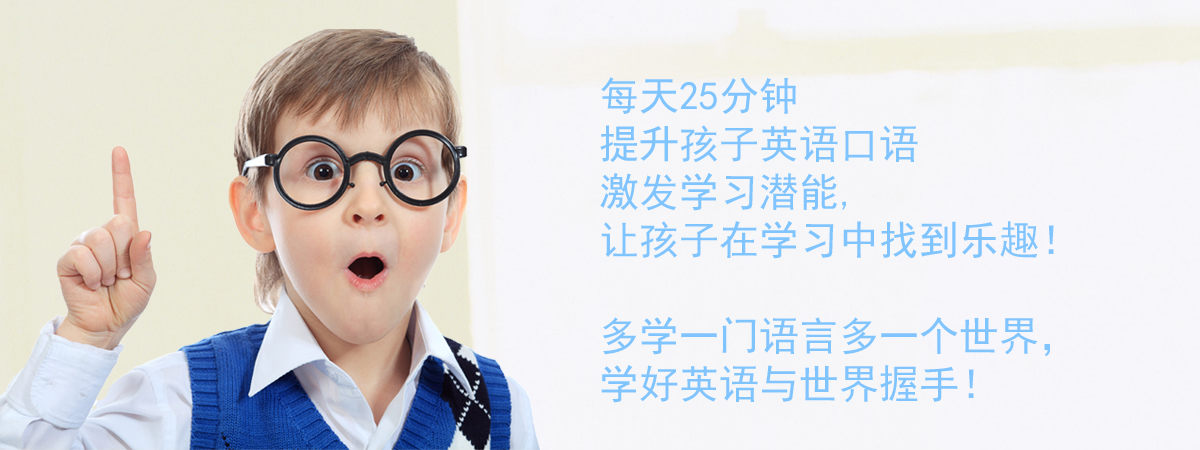 每天25分钟
提升孩子英语口语
激发学习潜能,
让孩子在学习中找到乐趣!
多学一门语言多一个世界,
学好英语与世界握手!